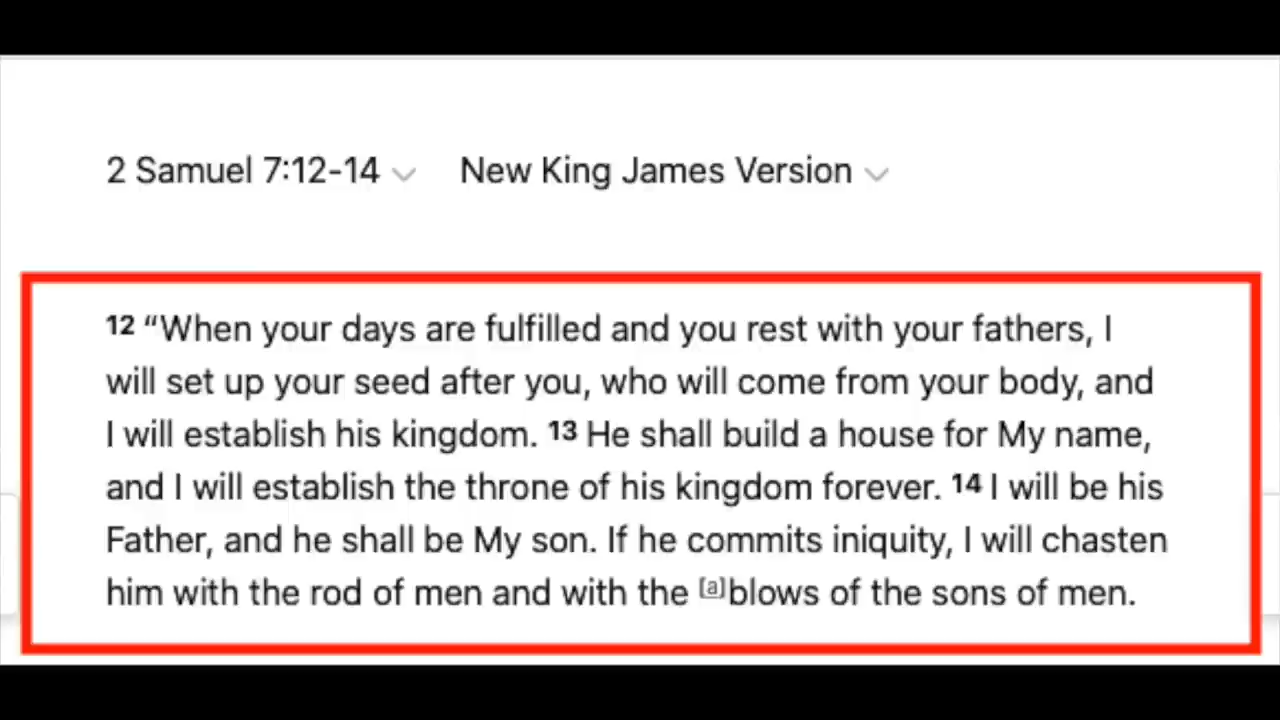 2 Samuel 7:12-14 New King James Version
12 “When your days are fulfilled and you rest with your fathers, I
will set up your seed after you, who will come from your body, and
I will establish his kingdom. 13 He shall build a house for My name,
and I will establish the throne of his kingdom forever. 14 I will be his
Father, and he shall be My son. If he commits iniquity, I will chasten
him with the rod of men and with the [a]blows of the sons of men.